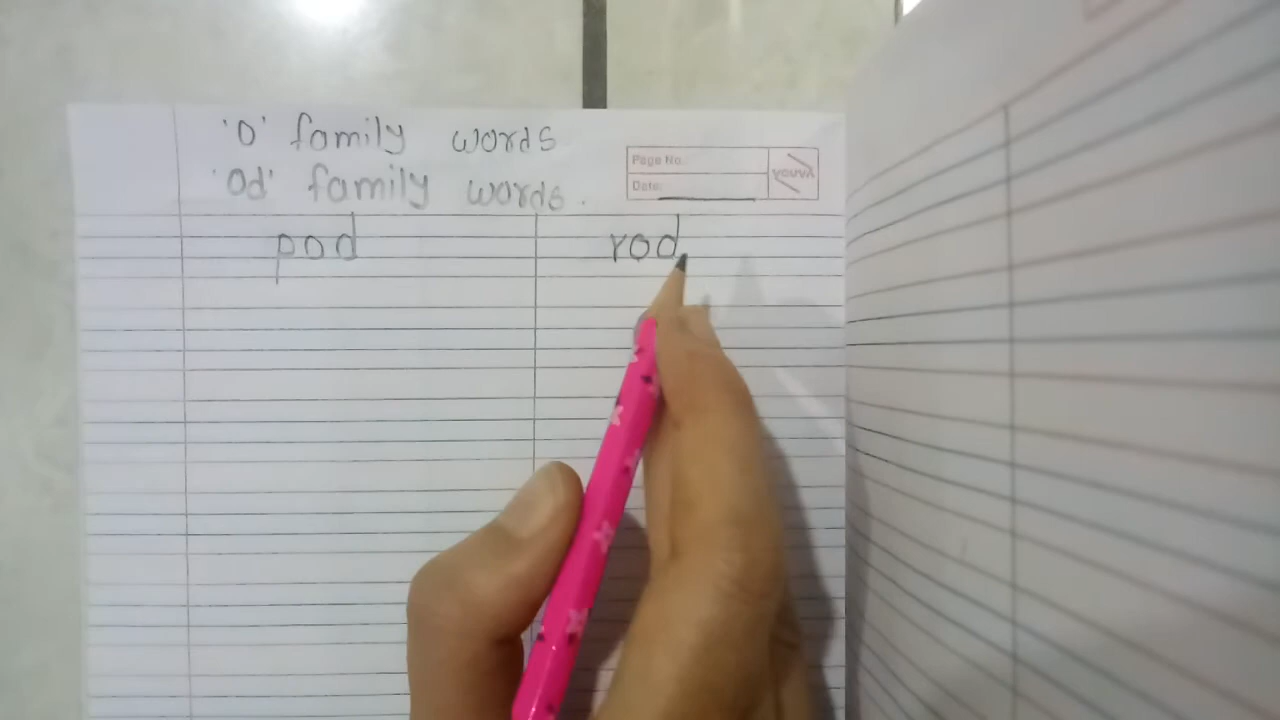 'O' family words
'Od' family words.
Page No.
Date:
YOUVA
pod
rod